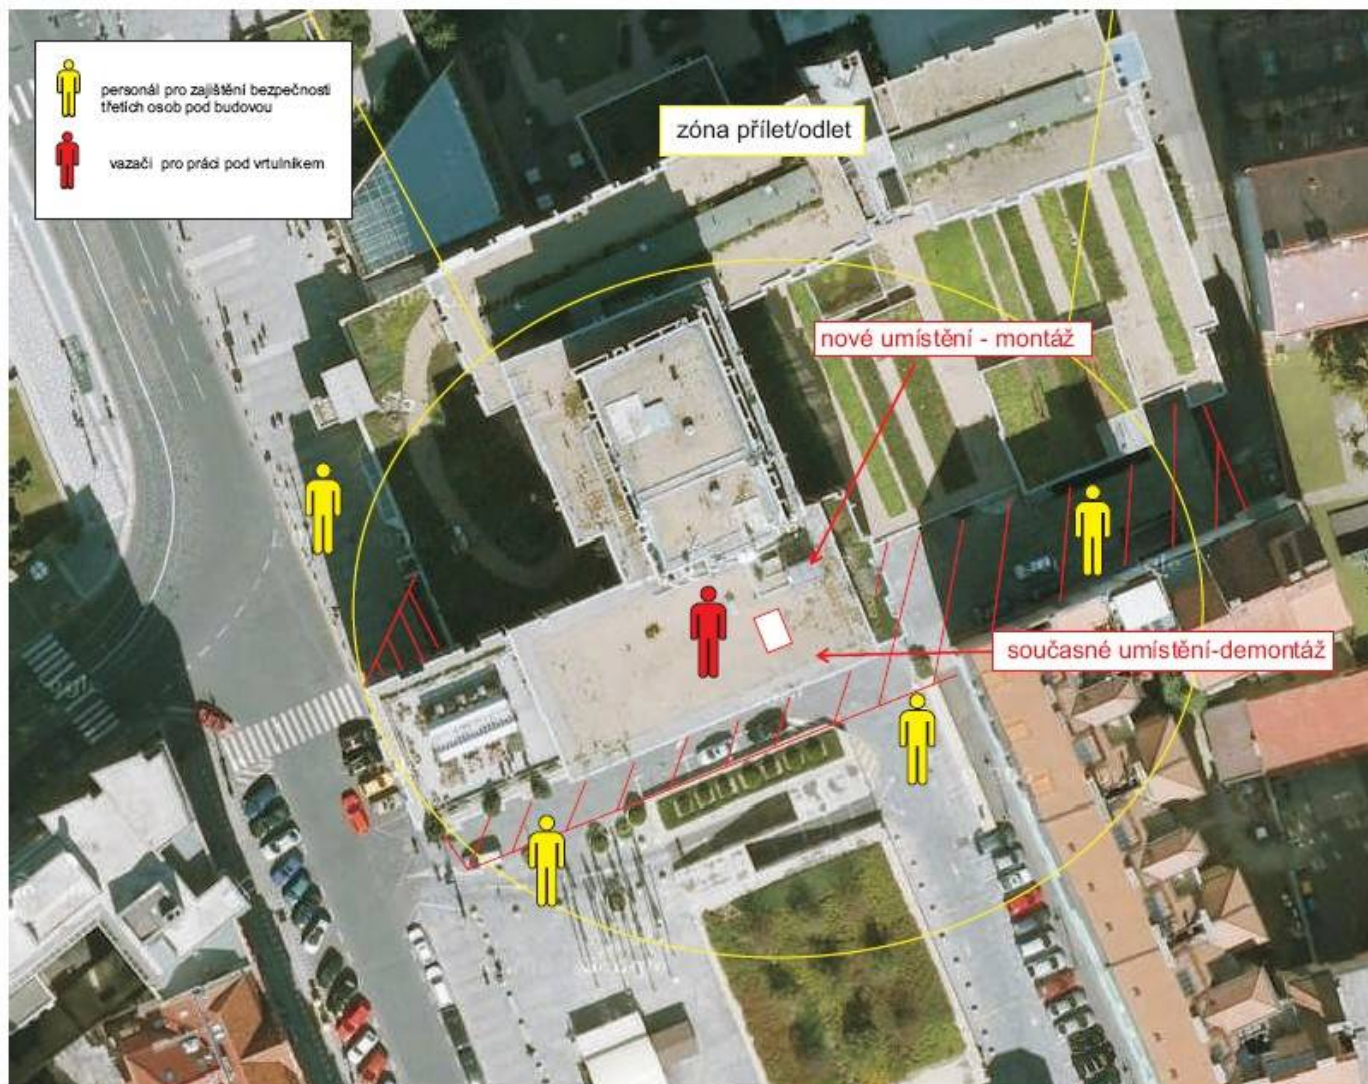 personál pro zajištění bezpečnosti
třetích osob pod budovou
vazači pro práci pod vrtulníkem
zóna přílet/odlet
nové umístění - montáž
současné umístění-demontáž